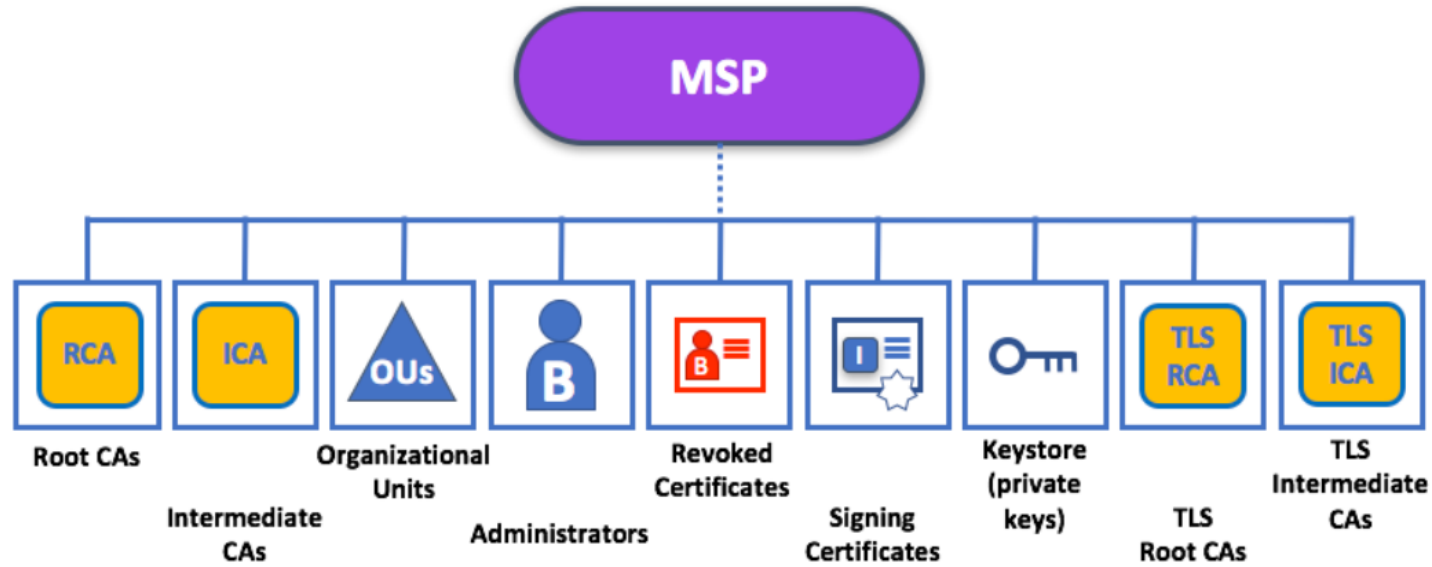 MSP
RCA
ICA
OUs
B
B
I
TLS
RCA
TLS
ICA
Root CAs
Intermediate
CAs
Organizational
Units
Administrators
Revoked
Certificates
Signing
Certificates
Keystore
(private
keys)
TLS
Root CAs
TLS
Intermediate
CAs